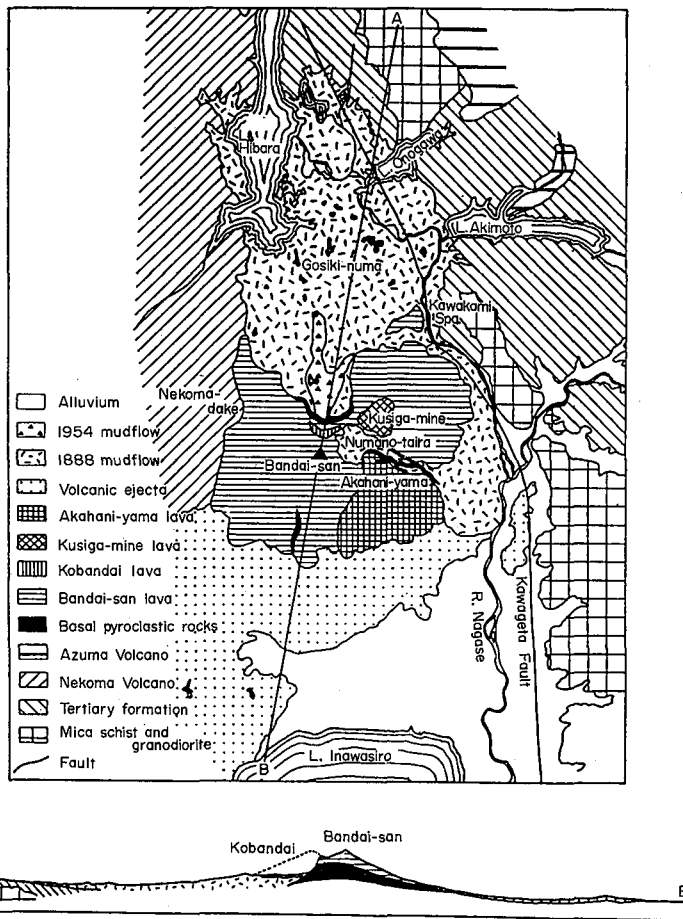 A
L.
Hibara
L. Onogawa
L. Akimoto
Gosiki-numa
Kawakami
Spa.
Nekoma-
dake
Kusiga-mine
Numano-taira
Bandai-san
Akahani-yama
Alluvium
1954 mudflow
1888 mudflow
Volcanic ejecta
Akahani-yama lava
Kusiga-mine lava
Kobandai lava
Bandai-san lava
Basal pyroclastic rocks
Azuma Volcano
Nekoma Volcano
Tertiary formation
Mica schist and
granodiorite
Fault
R. Nagase
Kawageta Fault
L. Inawasiro
B
Kobandai
Bandai-san